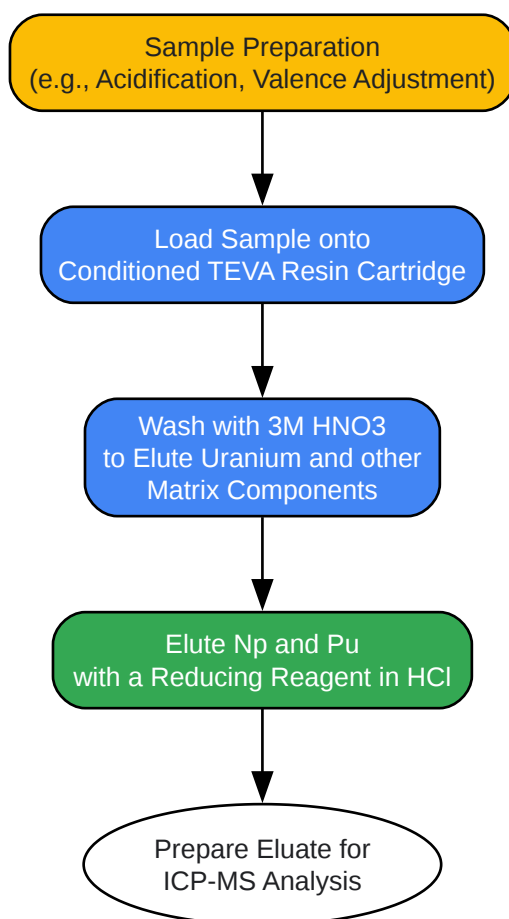 Sample Preparation
(e.g., Acidification, Valence Adjustment)
Load Sample onto
Conditioned TEVA Resin Cartridge
Wash with 3M HNO3
to Elute Uranium and other
Matrix Components
Elute Np and Pu
with a Reducing Reagent in HCl
Prepare Eluate for
ICP-MS Analysis